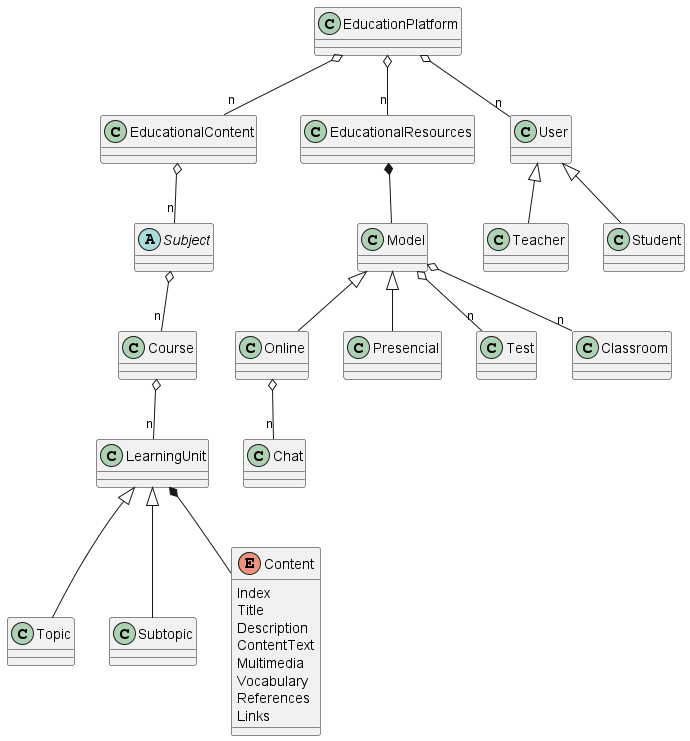 C EducationPlatform
n n n
C EducationalContent C EducationalResources C User
n
A Subject C Model C Teacher C Student
n n n
C Course C Online C Presencial C Test C Classroom
n n
C LearningUnit C Chat
E Content
Index
Title
Description
C Topic C Subtopic ContentText
Multimedia
Vocabulary
References
Links